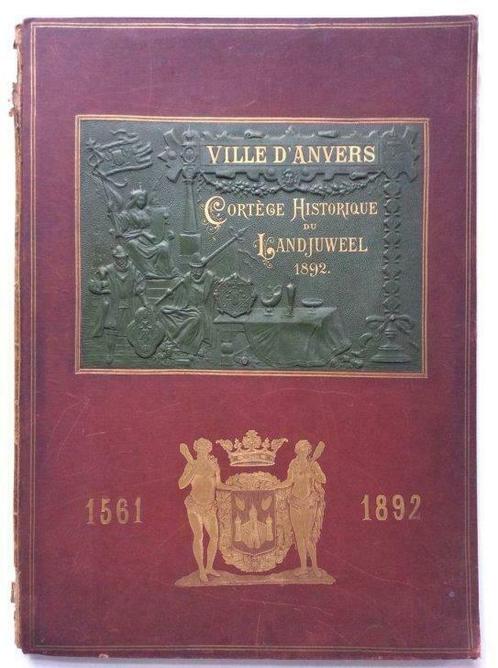 VILLE D'ANVERS
CORTÈGE HISTORIQUE
DU
LANDJUWEEL
1892.
1561 1892